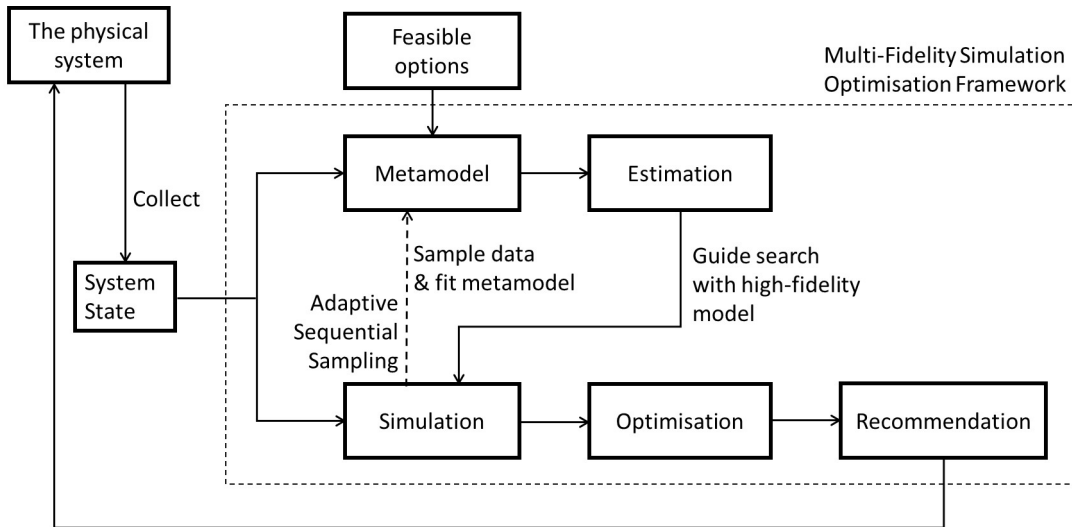 The physical
system
Feasible
options
Multi-Fidelity Simulation
Optimisation Framework
Metamodel
Estimation
Collect
System
State
Sample data
& fit metamodel
Guide search
with high-fidelity
model
Adaptive
Sequential
Sampling
Simulation
Optimisation
Recommendation